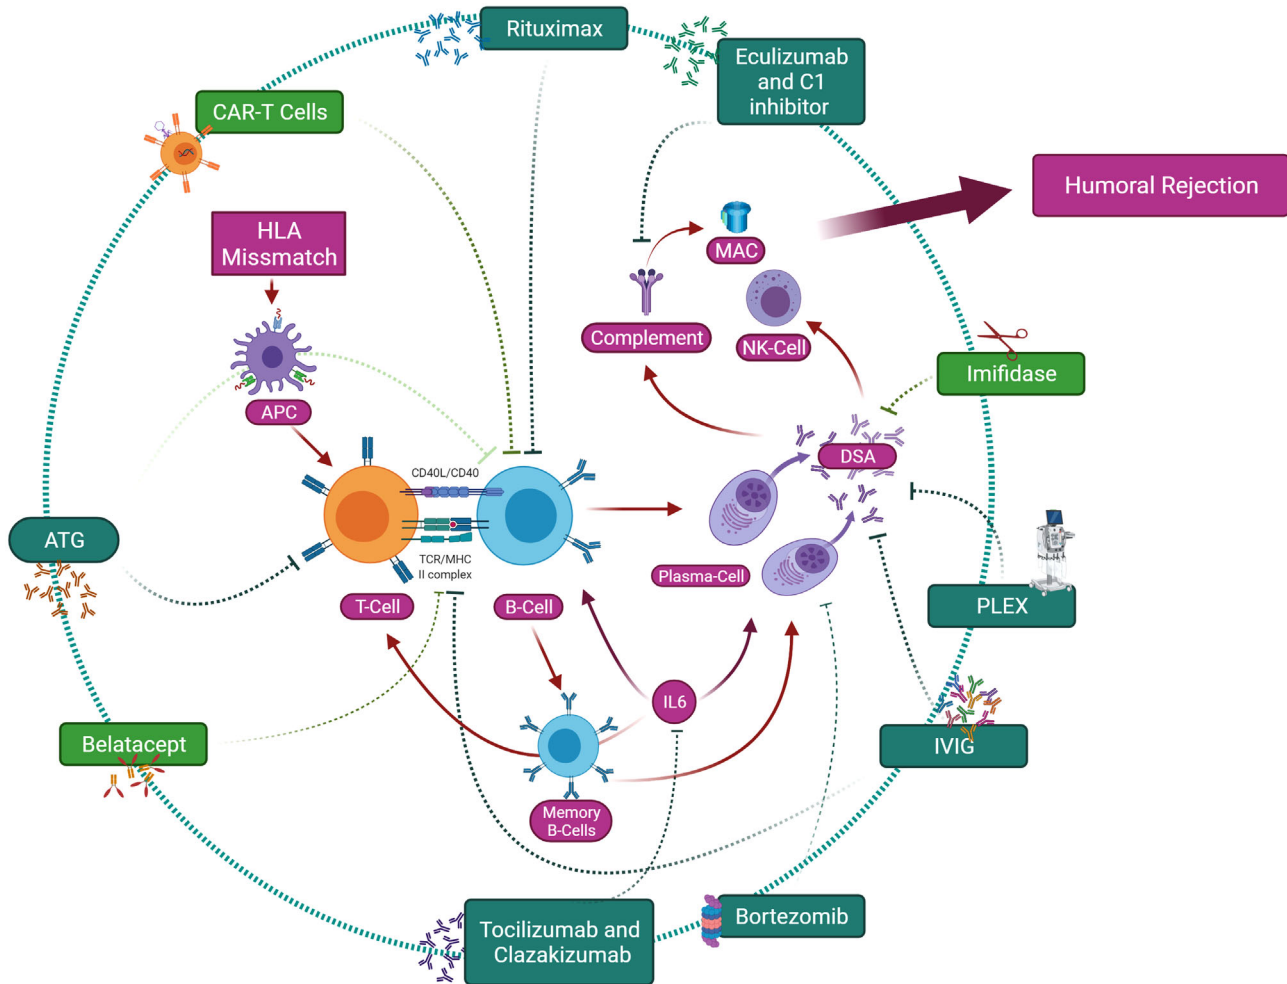 Rituximax
Eculizumab
and C1
inhibitor
CAR-T Cells
Humoral Rejection
HLA
Missmatch
MAC
Complement
NK-Cell
Imifidase
APC
CD40L/CD40
DSA
ATG
TCR/MHC
II complex
Plasma-Cell
T-Cell
B-Cell
PLEX
IL6
Belatacept
IVIG
Memory
B-Cells
Tocilizumab and
Clazakizumab
Bortezomib